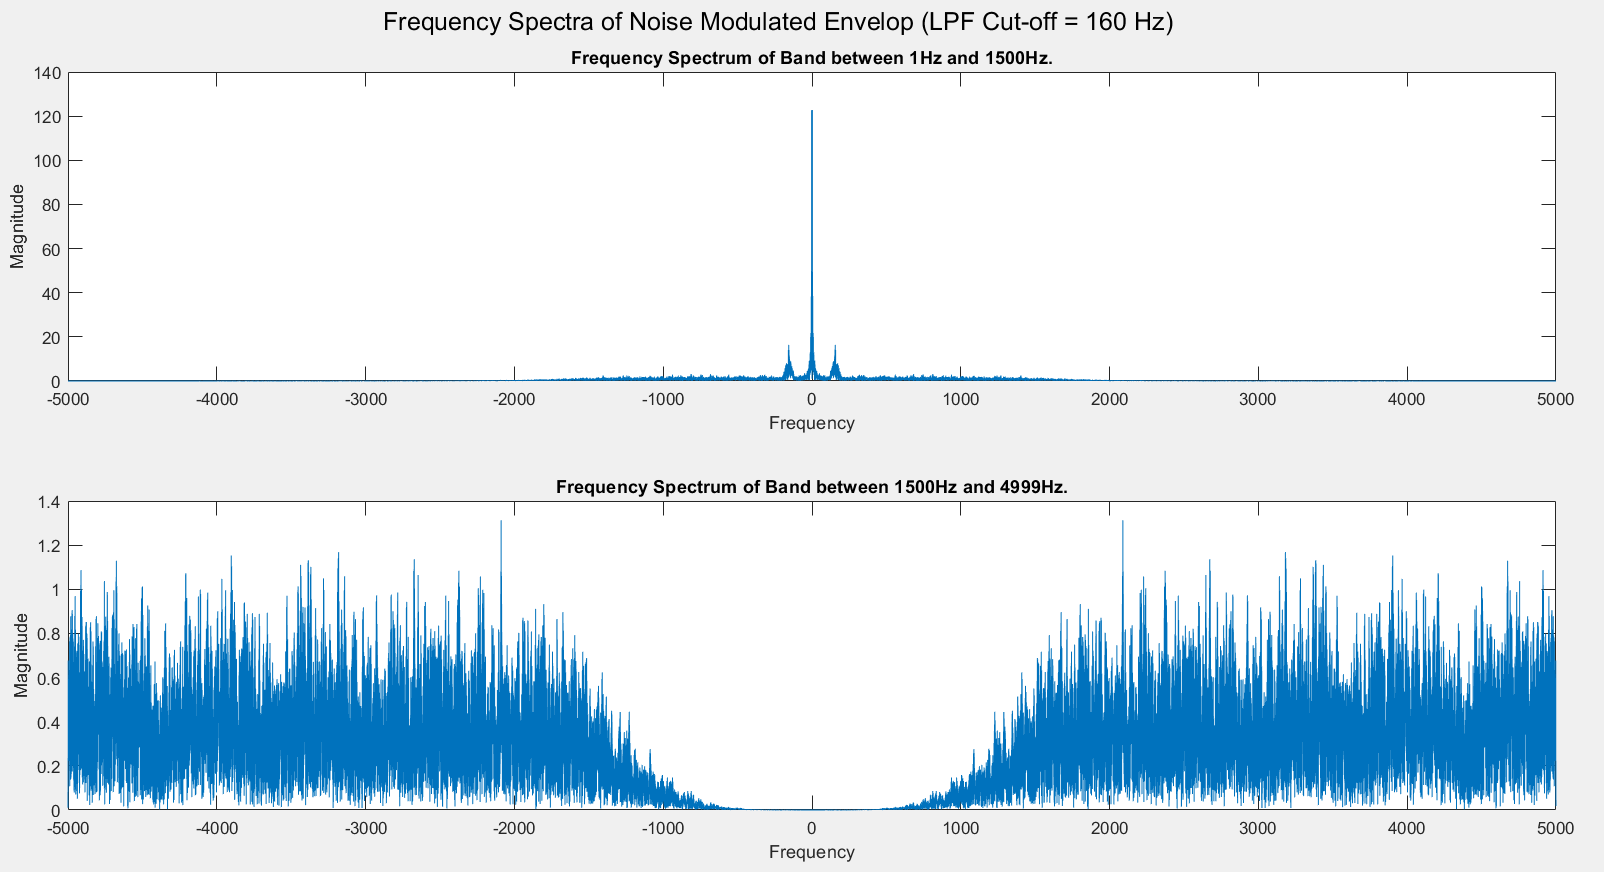 Frequency Spectra of Noise Modulated Envelop (LPF Cut-off = 160 Hz)
Frequency Spectrum of Band between 1Hz and 1500Hz.
140
120
100
80
60
40
20
0
Magnitude
-5000 -4000 -3000 -2000 -1000 0 1000 2000 3000 4000 5000
Frequency
Frequency Spectrum of Band between 1500Hz and 4999Hz.
1.4
1.2
1
0.8
0.6
0.4
0.2
0
Magnitude
-5000 -4000 -3000 -2000 -1000 0 1000 2000 3000 4000 5000
Frequency